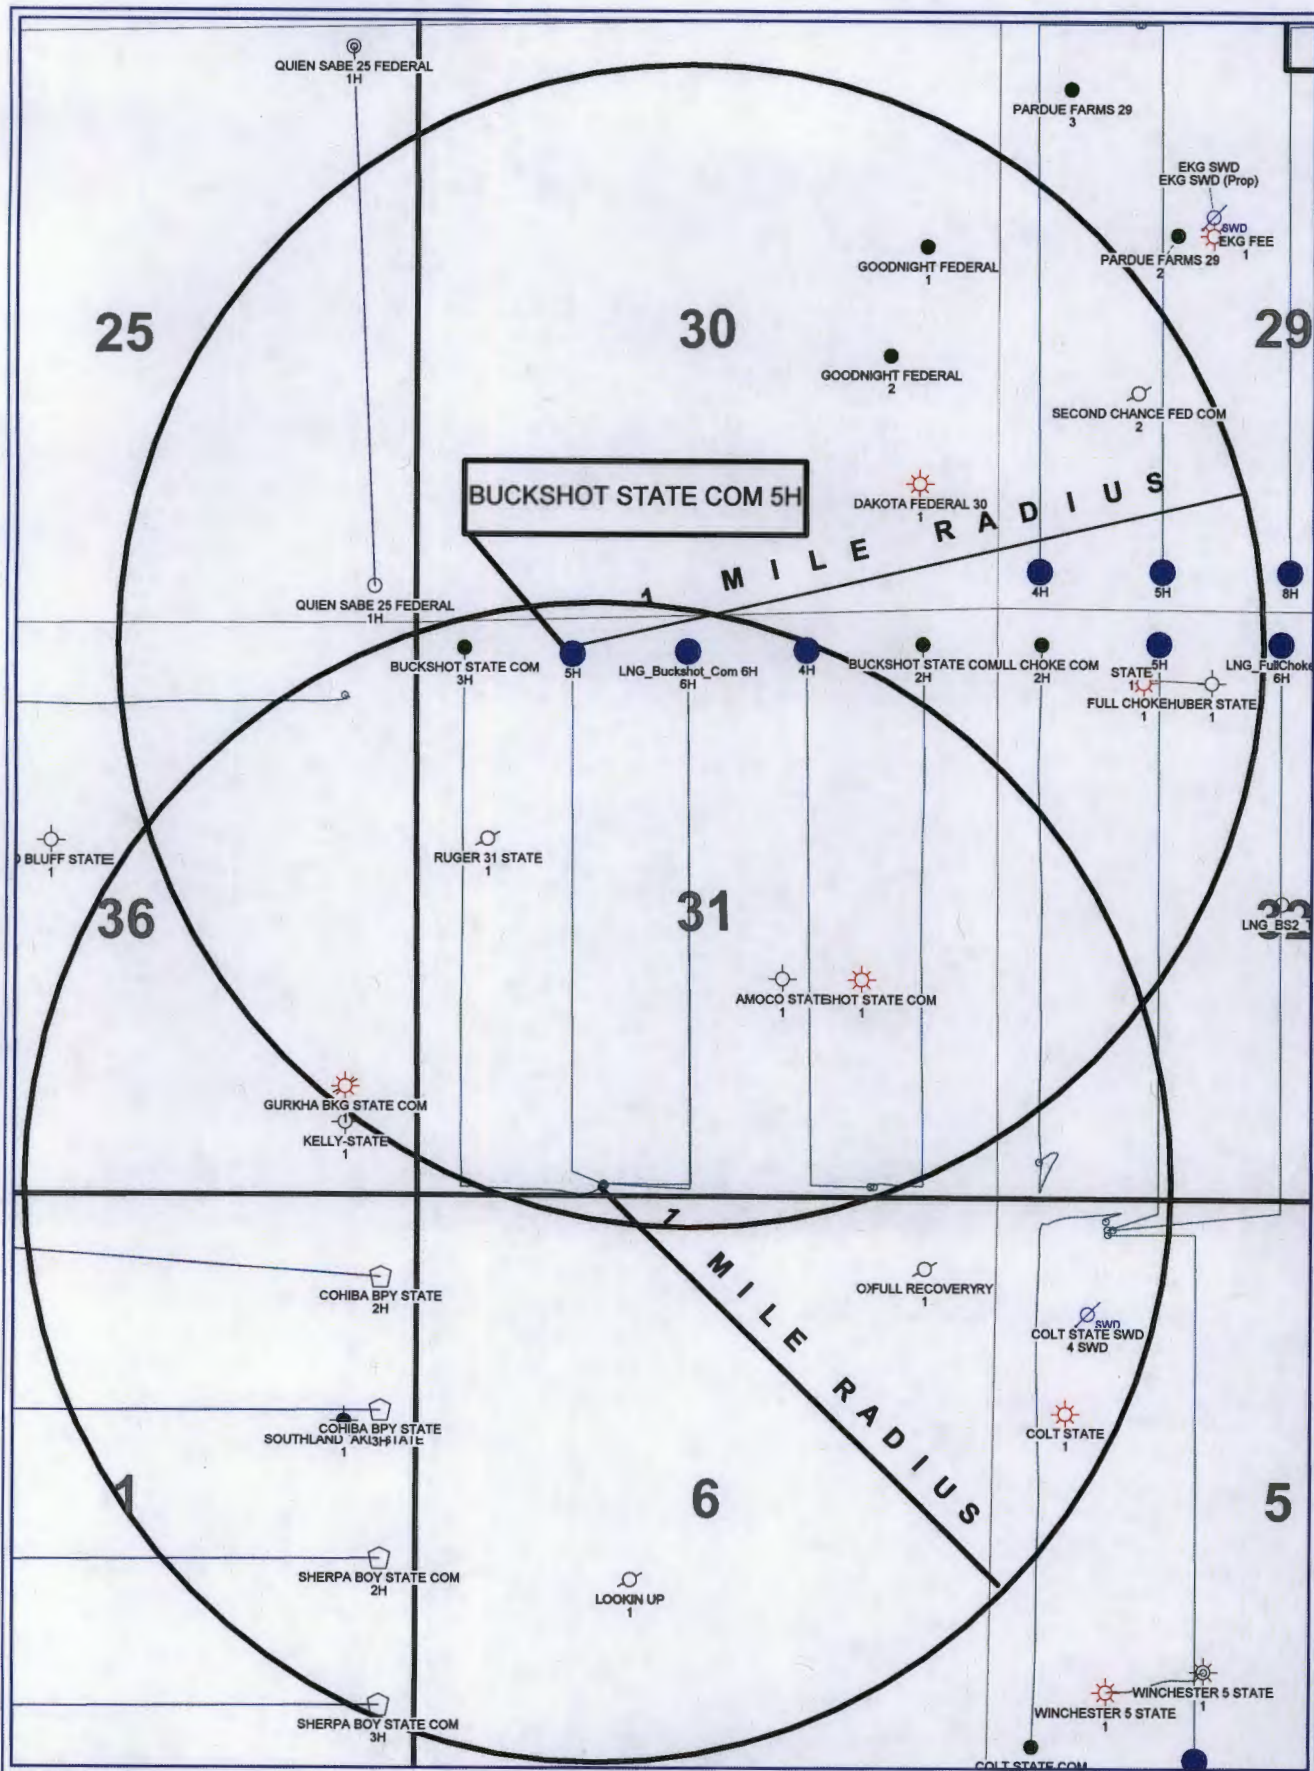 QUIEN SABE 25 FEDERAL
1H
PARDUE FARMS 29
3
EKG SWD
EKG SWD (Prop)
SWD
EKG FEE
1
PARDUE FARMS 29
2
GOODNIGHT FEDERAL
1
25
30
29
GOODNIGHT FEDERAL
2
SECOND CHANCE FED COM
2
BUCKSHOT STATE COM 5H
DAKOTA FEDERAL 30
1
1 MILE RADIUS
4H
5H
8H
QUIEN SABE 25 FEDERAL
1H
BUCKSHOT STATE COM
3H
5H
LNG_Buckshot_Com 6H
6H
4H
BUCKSHOT STATE COM
2H
ULL CHOKE COM
2H
5H
STATE
1
LNG_FullChoke
6H
FULL CHOKE
1
HUBER STATE
1
BLUFF STATE
1
RUGER 31 STATE
1
36
31
32
LNG_BS2_
AMOCO STATE
1
SHOT STATE COM
1
GURKHA BKG STATE COM
1
KELLY-STATE
1
1 MILE RADIUS
COHIBA BPY STATE
2H
FULL RECOVERY
1
SWD
COLT STATE SWD
4 SWD
COHIBA BPY STATE
3H
SOUTHLAND
1
COLT STATE
1
1
6
5
SHERPA BOY STATE COM
2H
LOOKIN UP
1
WINCHESTER 5 STATE
1
WINCHESTER 5 STATE
1
SHERPA BOY STATE COM
3H
COLT STATE COM